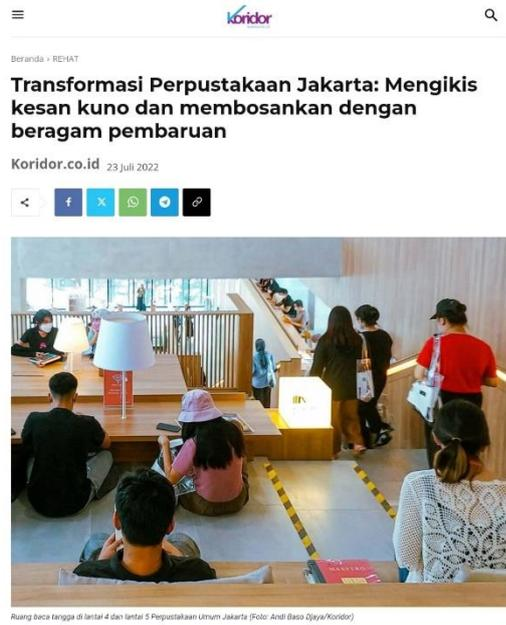 koridor
Beranda › REHAT
Transformasi Perpustakaan Jakarta: Mengikis
kesan kuno dan membosankan dengan
beragam pembaruan
Koridor.co.id 23 Juli 2022
MAESTRO
Ruang baca tangga di lantai 4 dan lantai 5 Perpustakaan Umum Jakarta (Foto: Andi Baso Djaya/Koridor)